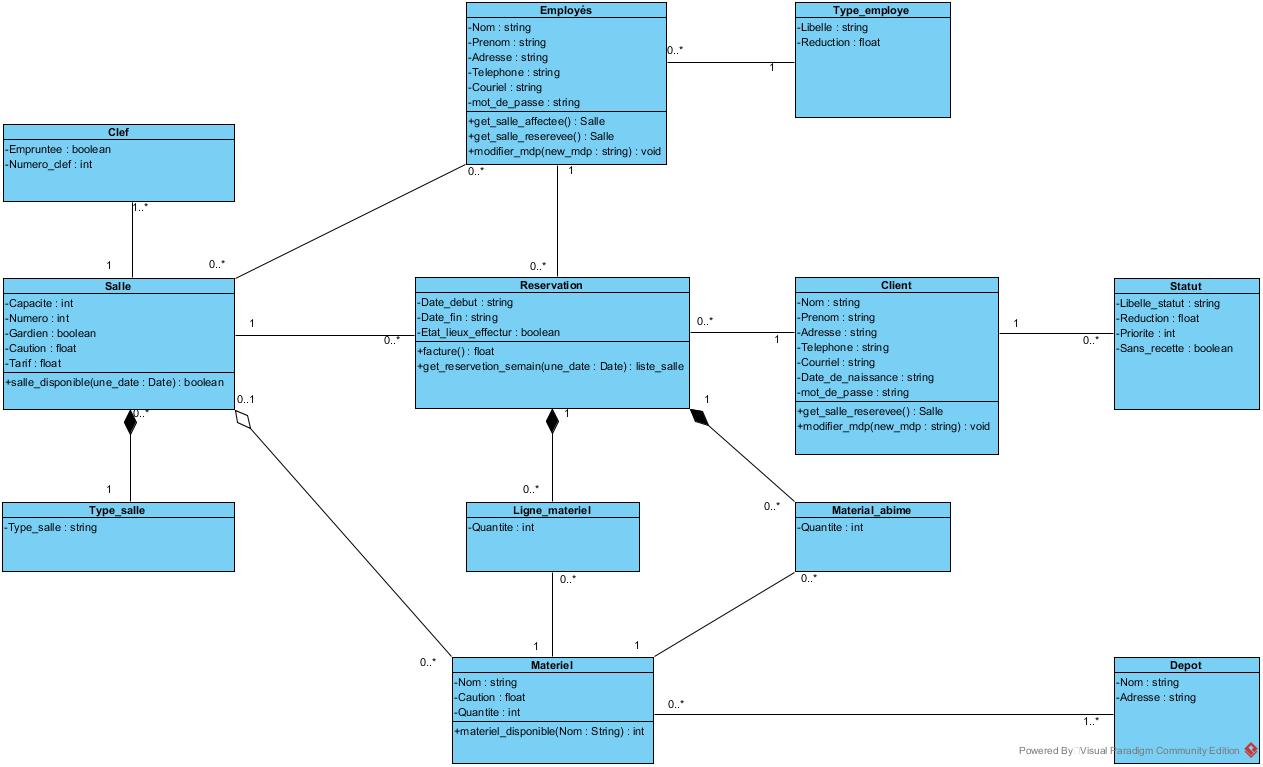 Employés
-Nom : string
-Prenom : string
-Adresse : string
-Telephone : string
-Couriel : string
-mot_de_passe : string
+get_salle_affectee() : Salle
+get_salle_reserevee() : Salle
+modifier_mdp(new_mdp : string) : void
Type_employe
-Libelle : string
-Reduction : float
0..*
1
Clef
-Empruntee : boolean
-Numero_clef : int
1..*
1
0..*
0..*
1
0..*
Salle
-Capacite : int
-Numero : int
-Gardien : boolean
-Caution : float
-Tarif : float
+salle_disponible(une_date : Date) : boolean
1
0..*
Reservation
-Date_debut : string
-Date_fin : string
-Etat_lieux_effectur : boolean
+facture() : float
+get_reservetion_semain(une_date : Date) : liste_salle
0..*
1
Client
-Nom : string
-Prenom : string
-Adresse : string
-Telephone : string
-Courriel : string
-Date_de_naissance : string
-mot_de_passe : string
+get_salle_reserevee() : Salle
+modifier_mdp(new_mdp : string) : void
1
0..*
Statut
-Libelle_statut : string
-Reduction : float
-Priorite : int
-Sans_recette : boolean
0..*
1
0..1
0..*
1
0..*
1
0..*
Type_salle
-Type_salle : string
Ligne_materiel
-Quantite : int
Material_abime
-Quantite : int
0..*
1
0..*
1
Materiel
-Nom : string
-Caution : float
-Quantite : int
+materiel_disponible(Nom : String) : int
0..*
1..*
Depot
-Nom : string
-Adresse : string
Powered By Visual Paradigm Community Edition